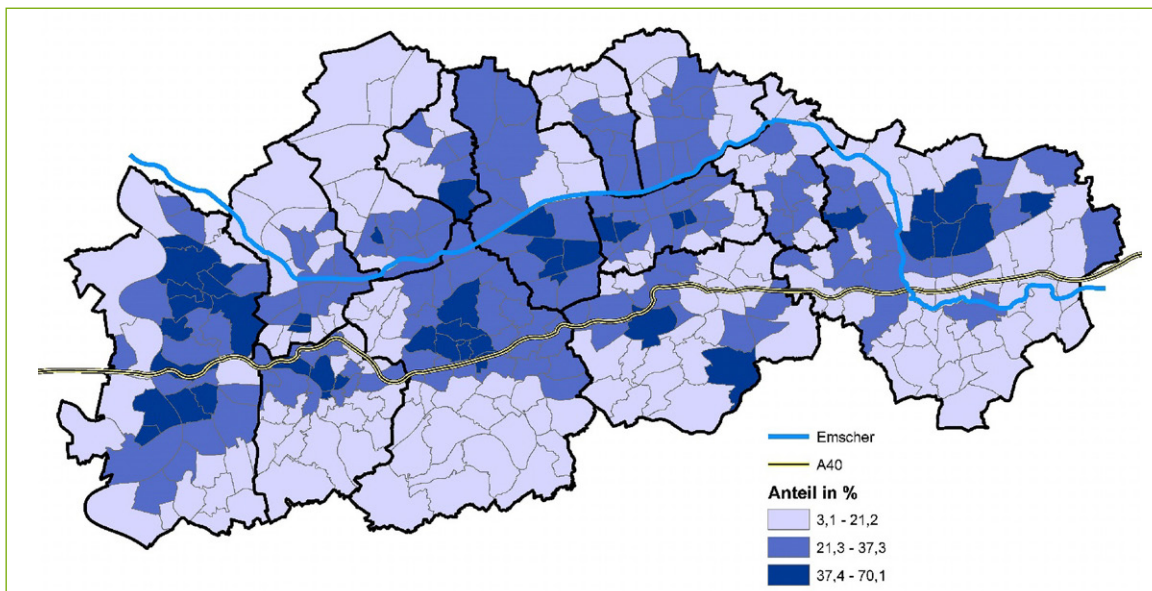 Emscher
A40
Anteil in %
3,1 - 21,2
21,3 - 37,3
37,4 - 70,1